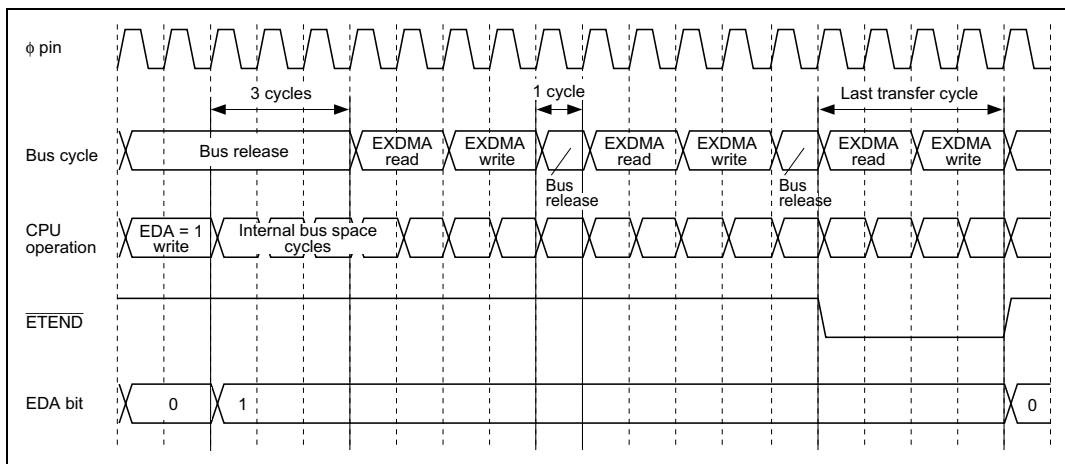 ϕ pin
3 cycles
1 cycle
Last transfer cycle
Bus cycle
Bus release
EXDMA
read
EXDMA
write
Bus
release
EXDMA
read
EXDMA
write
Bus
release
EXDMA
read
EXDMA
write
CPU
operation
EDA = 1
write
Internal bus space
cycles
ETEND
EDA bit
0
1
0